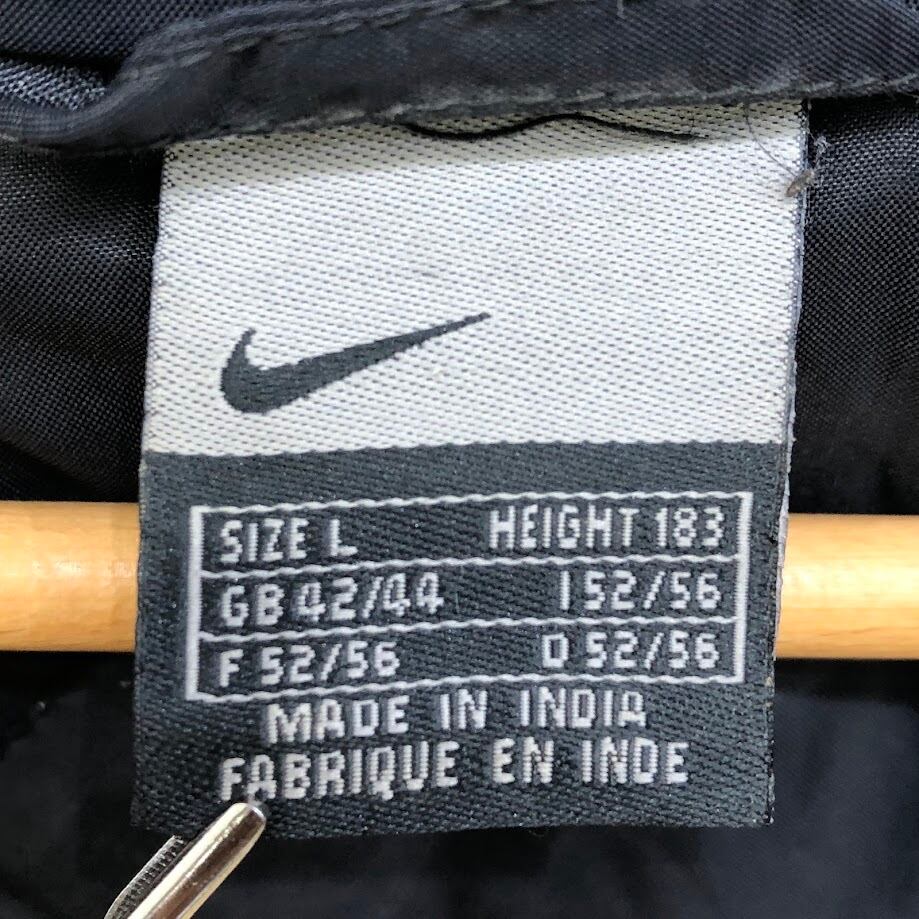 SIZE L HEIGHT 183
GB 42/44 I 52/56
F 52/56 D 52/56
MADE IN INDIA
FABRIQUE EN INDE